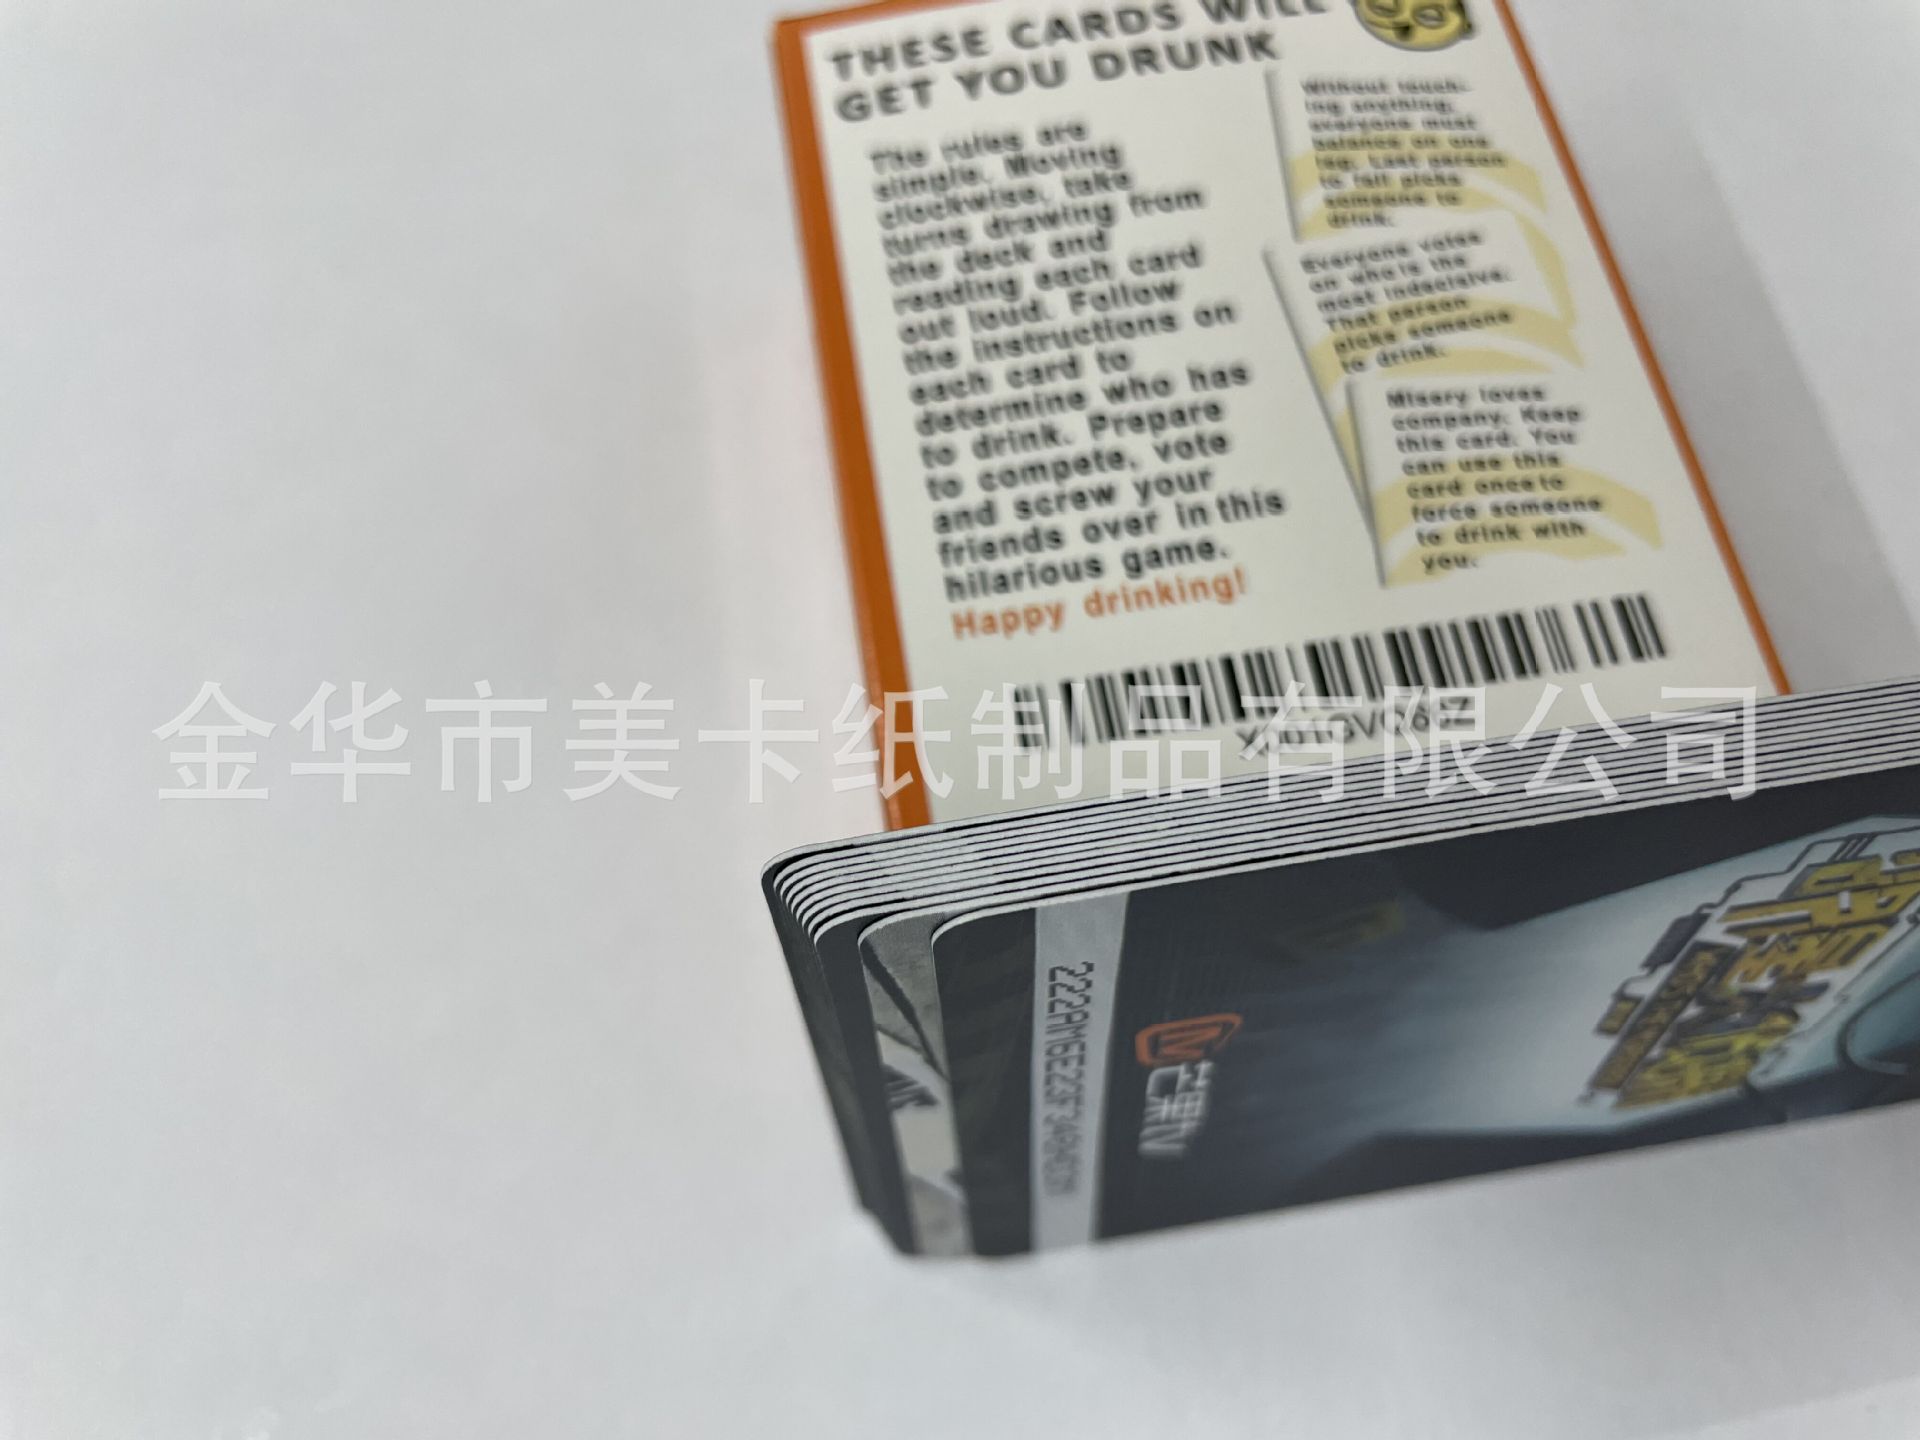 THESE CARDS WILL
GET YOU DRUNK
The rules are
simple. Moving
clockwise, take
turns drawing from
the deck and
reading each card
out loud. Follow
the instructions on
each card to
determine who has
to drink. Prepare
to compete, vote
and screw your
friends over in this
hilarious game.
Happy drinking!
Without touch-
ing anything,
everyone must
balance on one
leg. Last person
to fall picks
someone to
drink.
Everyone votes
on who is the
most indecisive.
That person
picks someone
to drink.
Misery loves
company. Keep
this card. You
can use this
card once to
force someone
to drink with
you.
金华市美卡纸制品有限公司
芒果TV